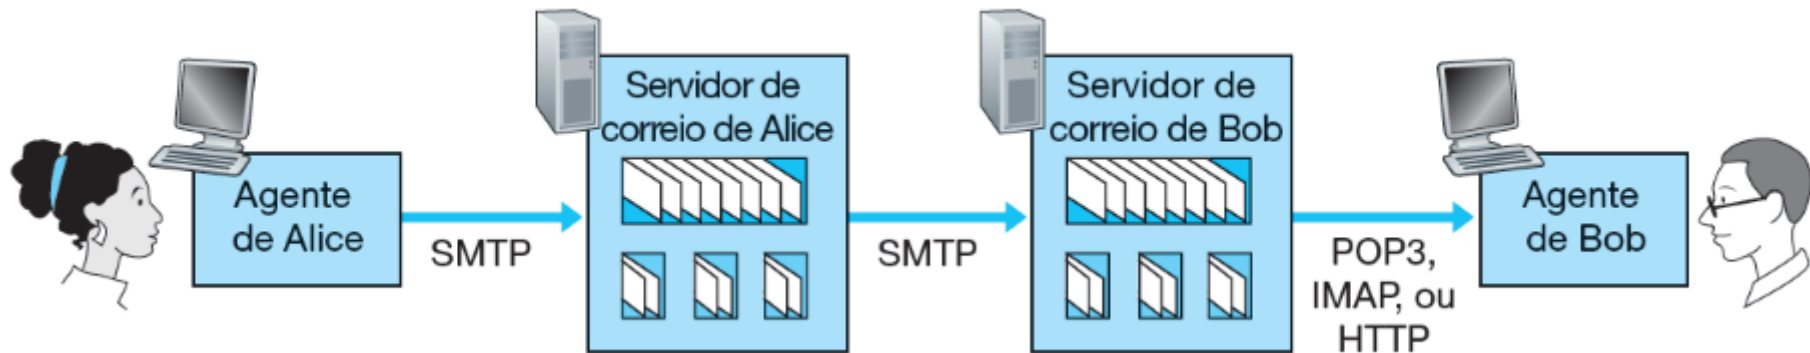 Agente
de Alice
SMTP
Servidor de
correio de Alice
SMTP
Servidor de
correio de Bob
POP3,
IMAP, ou
HTTP
Agente
de Bob